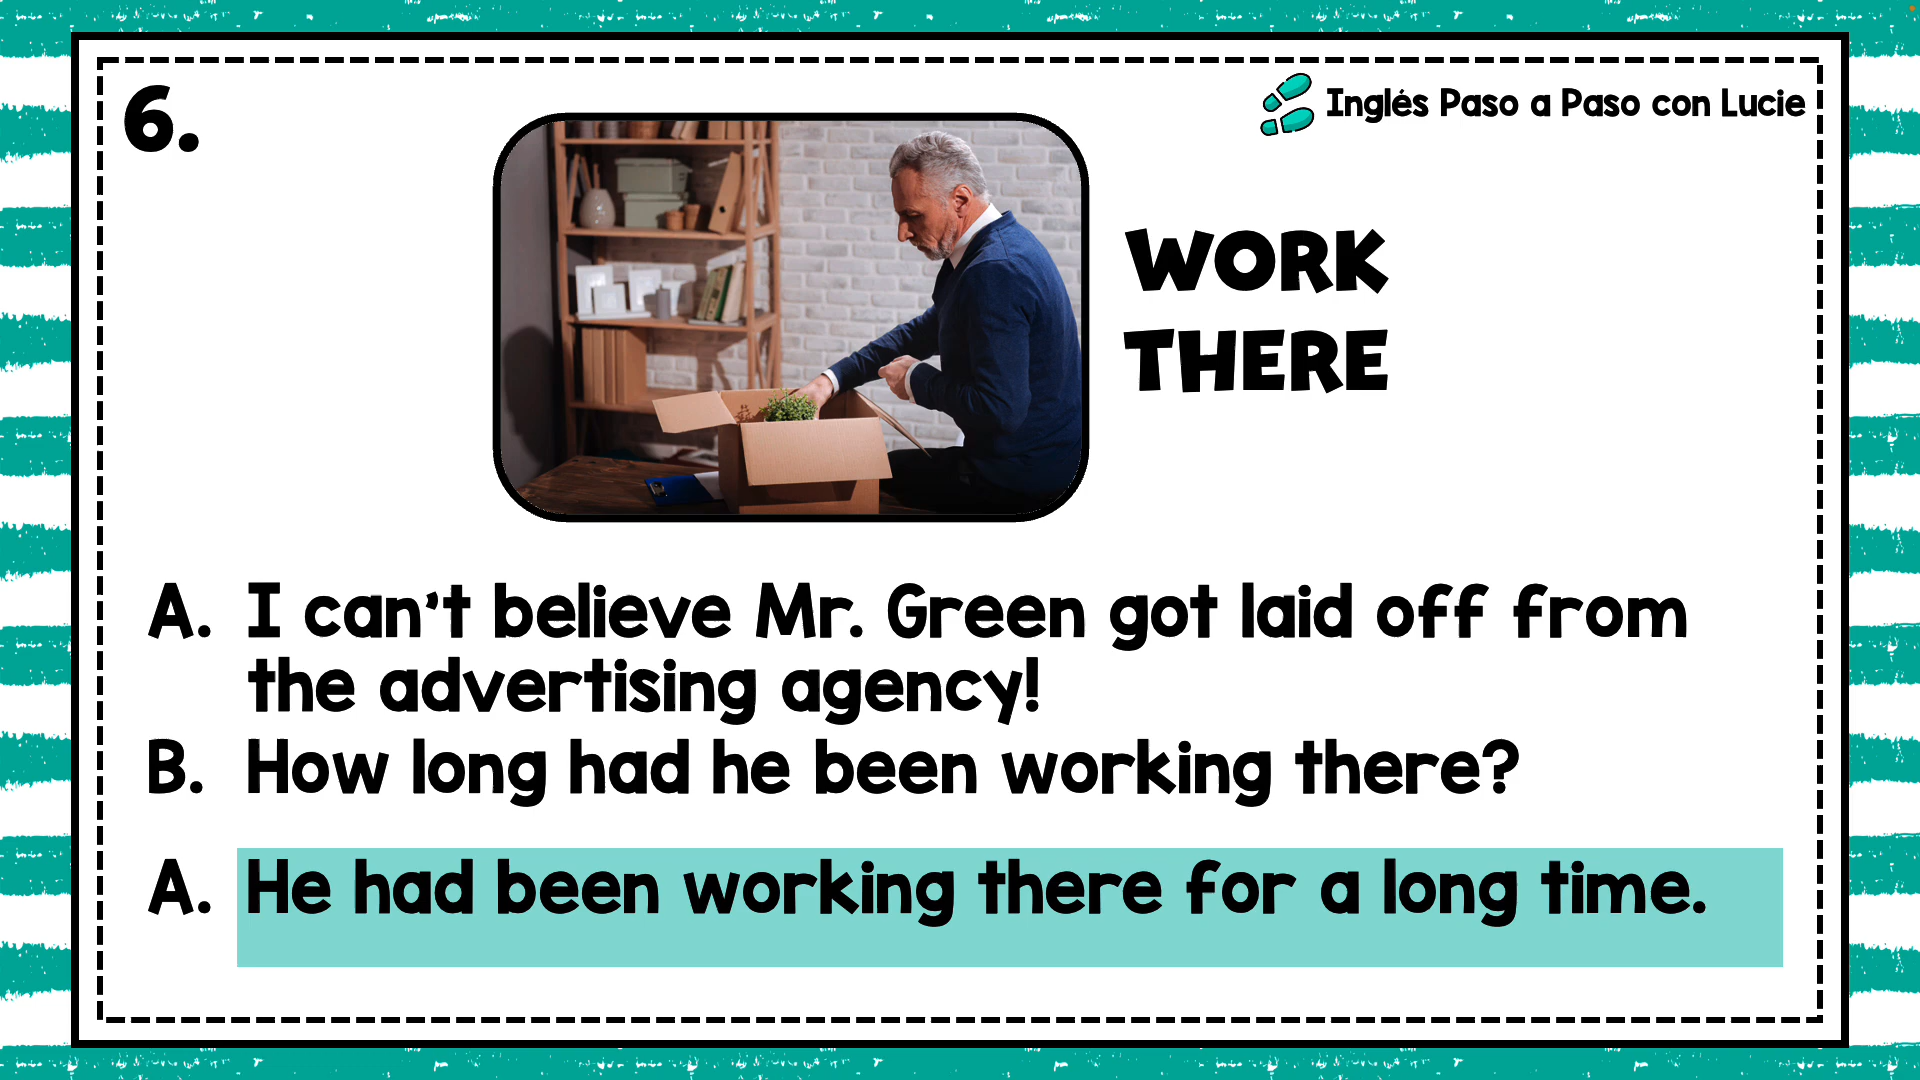 6.
Inglés Paso a Paso con Lucie
WORK
THERE
A. I can't believe Mr. Green got laid off from
the advertising agency!
B. How long had he been working there?
A. He had been working there for a long time.